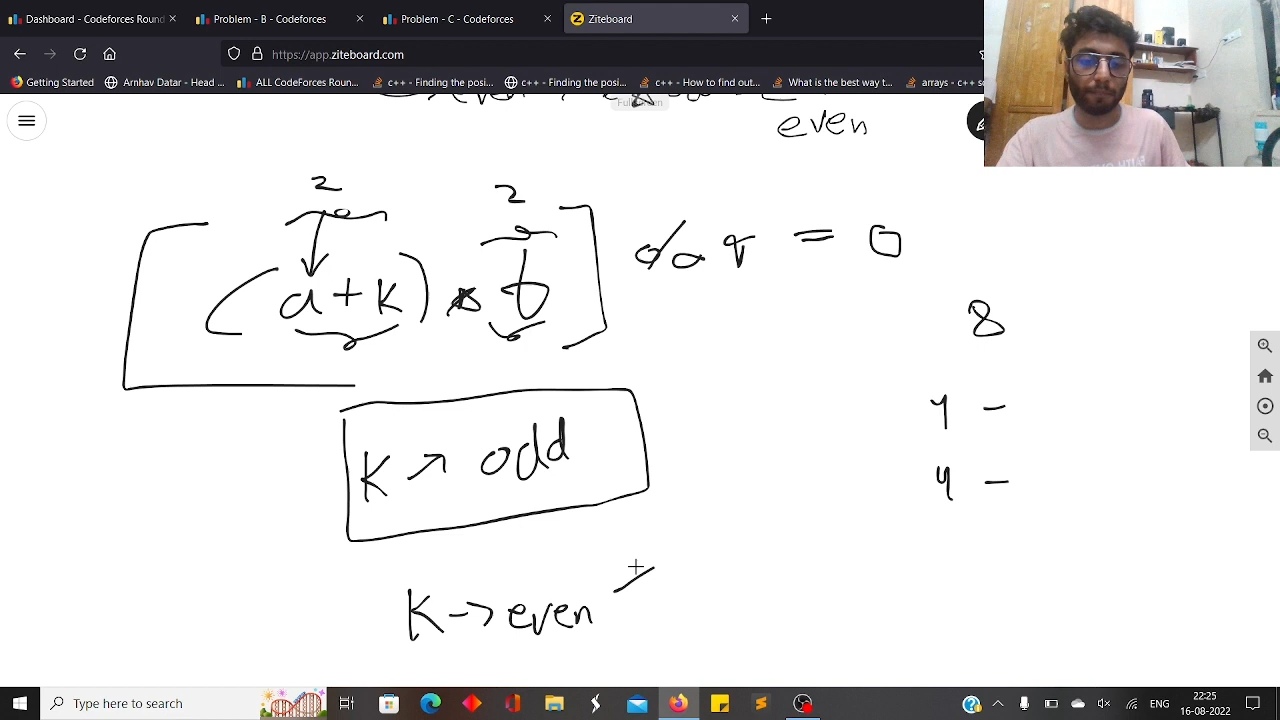 Dashboard - Codeforces Round
Problem - B - Codeforces
Problem - C - Codeforces
Ziteboard
https://app.ziteboard.com
Getting Started
Arnhav Datar - Head ...
ALL CodeForces Roun...
c++ - Finding the posi...
c++ - Finding the posi...
c++ - How to find out...
What is the best way t...
arrays - c++ s
Full screen
even
2 2
[(a+K) * b] % 4 = 0
8
4 -
4 -
K → odd
K → even
Type here to search
ENG
22:25
16-08-2022